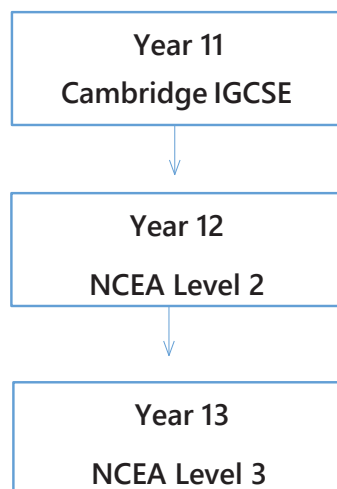 Year 11
Cambridge IGCSE
Year 12
NCEA Level 2
Year 13
NCEA Level 3